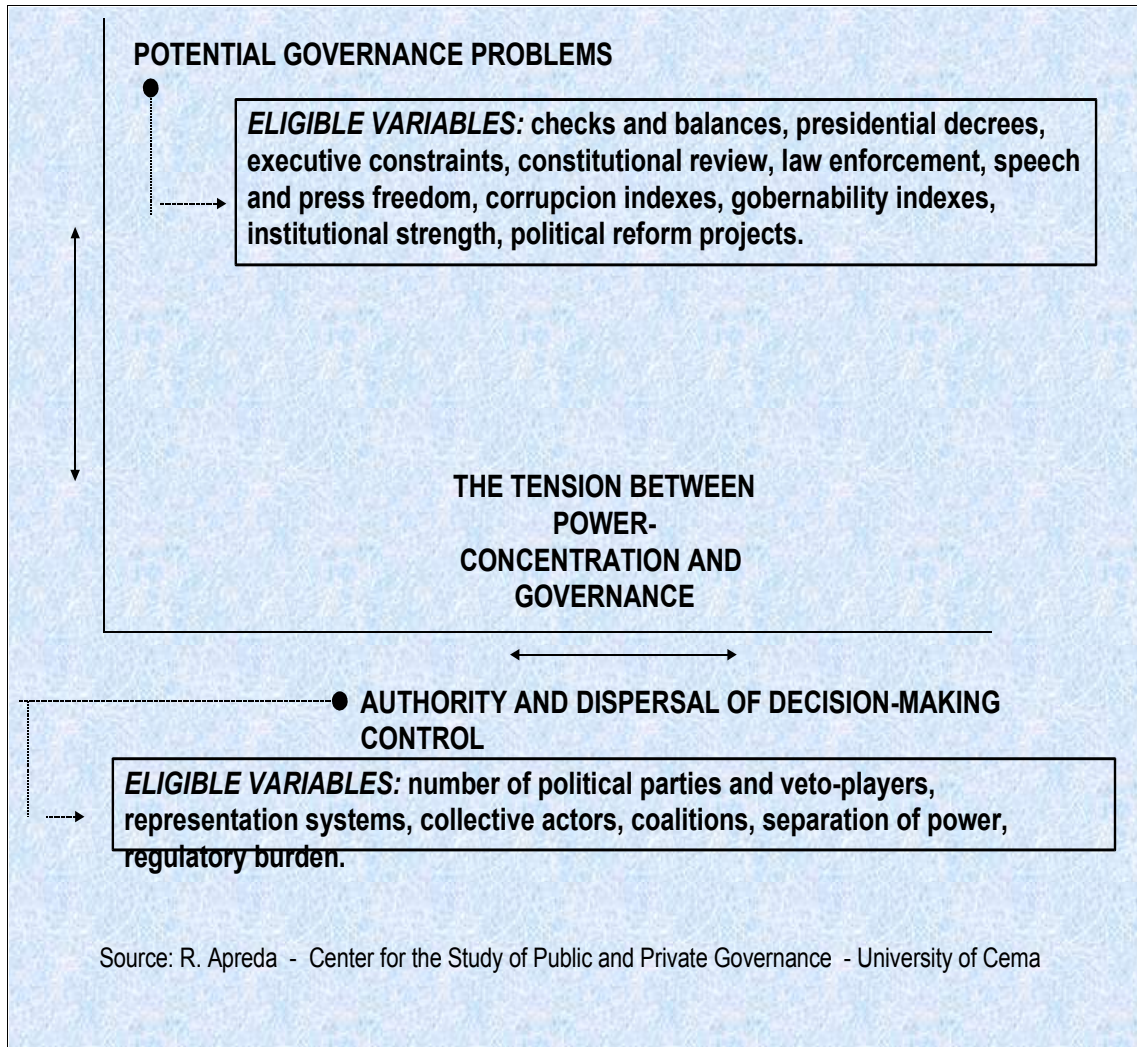 POTENTIAL GOVERNANCE PROBLEMS
ELIGIBLE VARIABLES: checks and balances, presidential decrees,
executive constraints, constitutional review, law enforcement, speech
and press freedom, corrupcion indexes, gobernability indexes,
institutional strength, political reform projects.
THE TENSION BETWEEN
POWER-
CONCENTRATION AND
GOVERNANCE
AUTHORITY AND DISPERSAL OF DECISION-MAKING
CONTROL
ELIGIBLE VARIABLES: number of political parties and veto-players,
representation systems, collective actors, coalitions, separation of power,
regulatory burden.
Source: R. Apreda - Center for the Study of Public and Private Governance - University of Cema